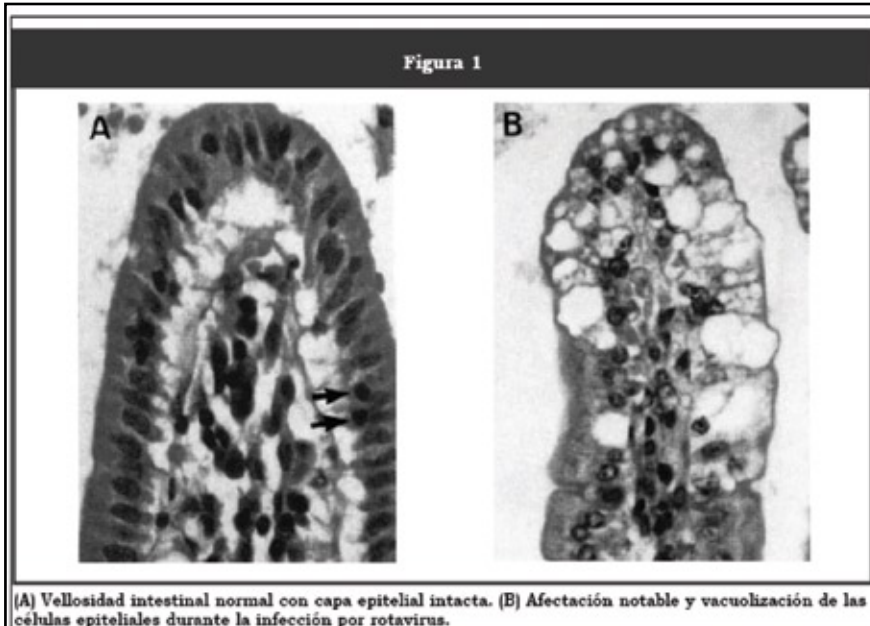 Figura 1
A
B
(A) Vellosidad intestinal normal con capa epitelial intacta. (B) Afectación notable y vacuolización de las
células epiteliales durante la infección por rotavirus.